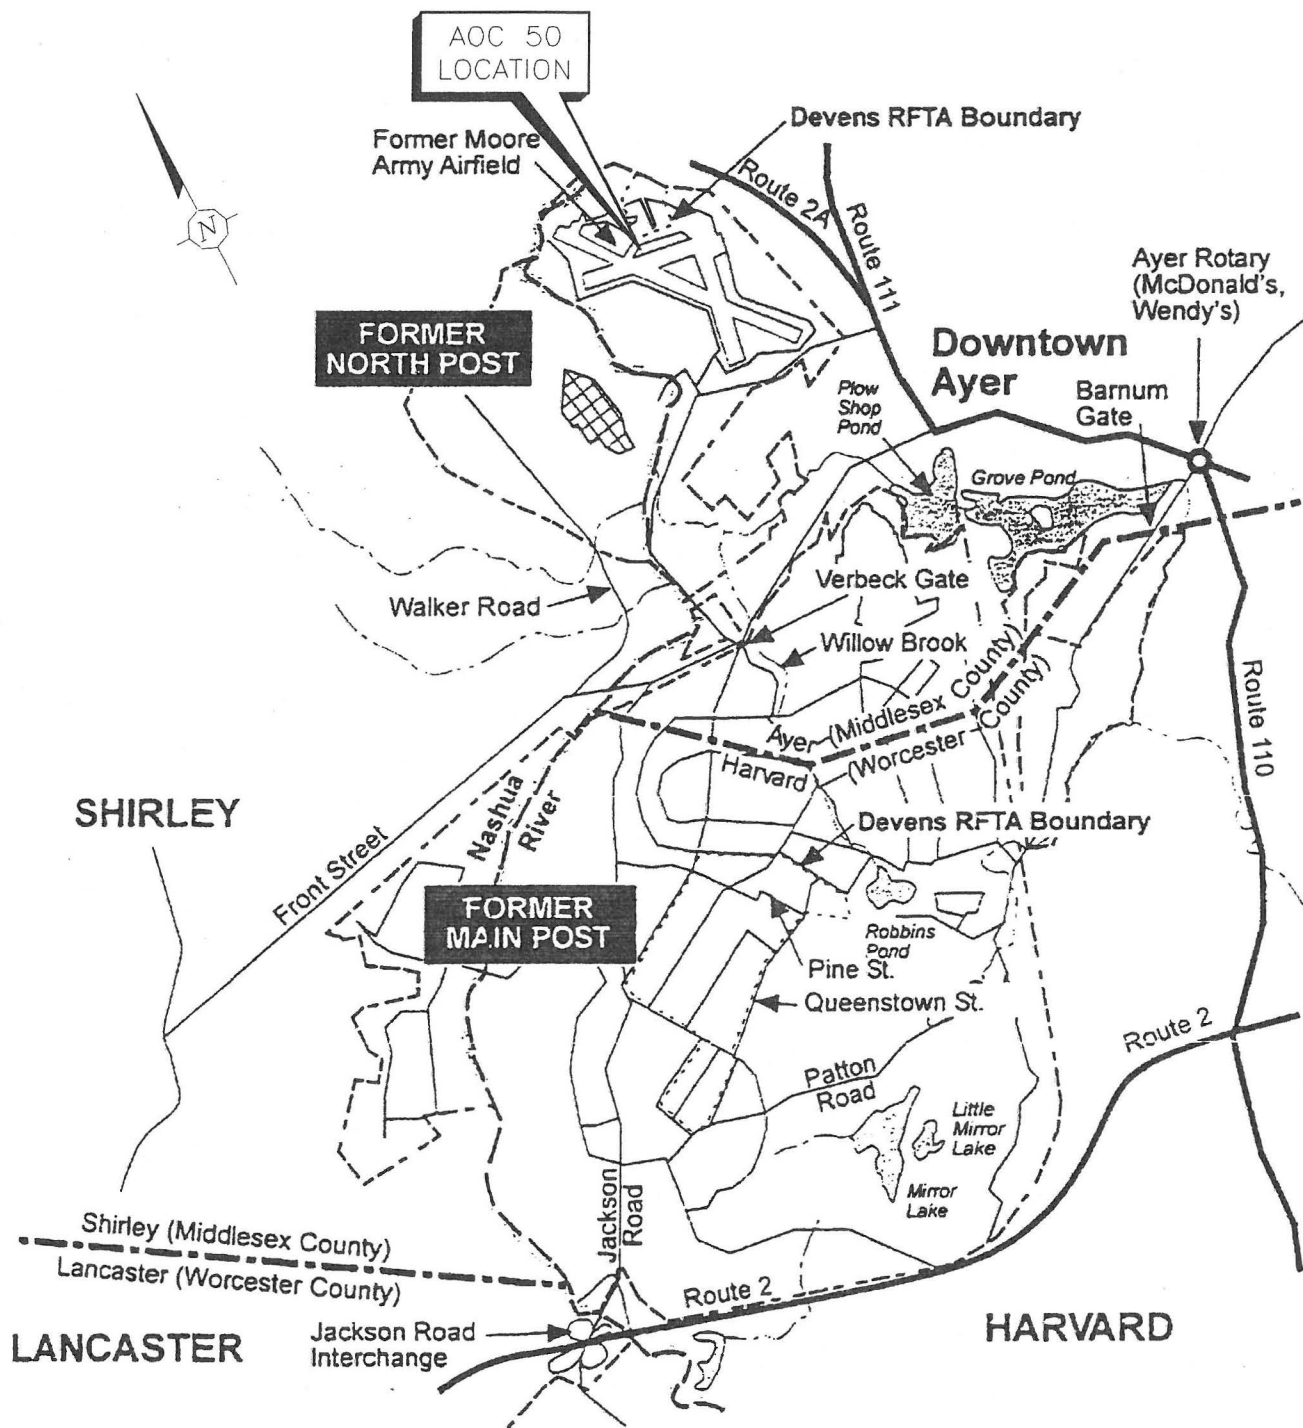 AOC 50
LOCATION
Devens RFTA Boundary
Former Moore
Army Airfield
Route 2A
Route 111
N
Ayer Rotary
(McDonald's,
Wendy's)
FORMER
NORTH POST
Downtown
Ayer
Barnum
Gate
Plow
Shop
Pond
Grove Pond
Verbeck Gate
Walker Road
Willow Brook
Ayer (Middlesex County)
Harvard (Worcester County)
Route 110
SHIRLEY
Nashua
River
Devens RFTA Boundary
Front Street
FORMER
MAIN POST
Robbins
Pond
Pine St.
Queenstown St.
Route 2
Patton
Road
Little
Mirror
Lake
Mirror
Lake
Jackson
Road
Shirley (Middlesex County)
Lancaster (Worcester County)
Route 2
HARVARD
Jackson Road
Interchange
LANCASTER